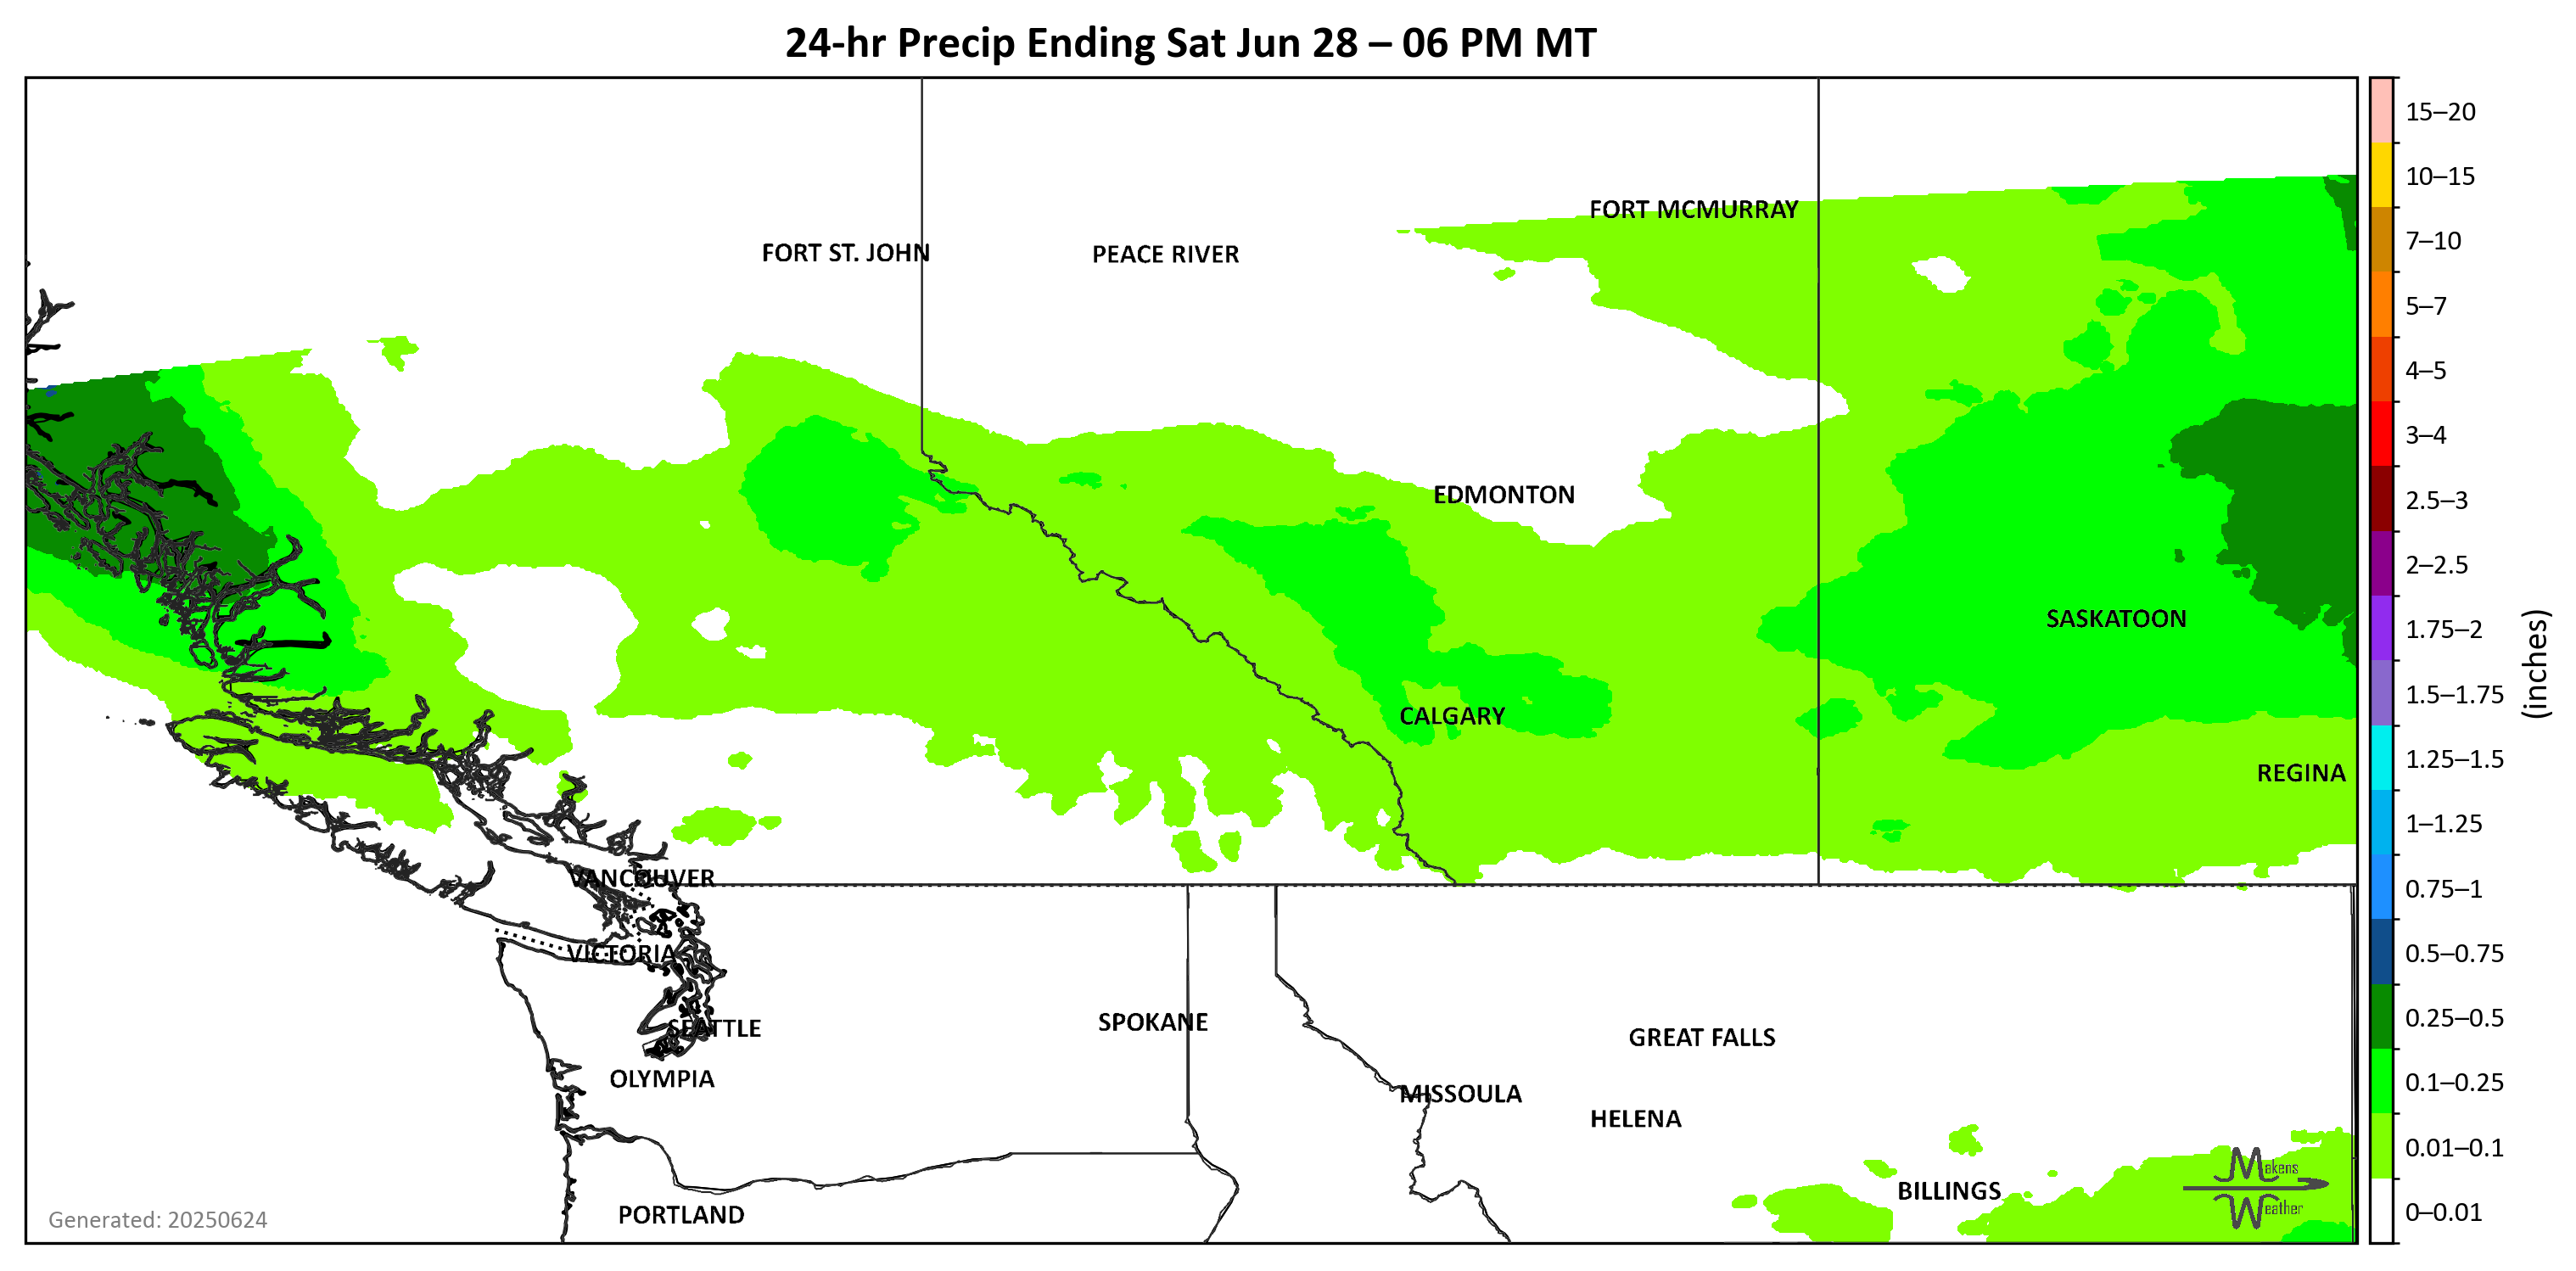 24-hr Precip Ending Sat Jun 28 – 06 PM MT
15–20
10–15
7–10
5–7
4–5
3–4
2.5–3
2–2.5
1.75–2
1.5–1.75
1.25–1.5
1–1.25
0.75–1
0.5–0.75
0.25–0.5
0.1–0.25
0.01–0.1
0–0.01
(inches)
FORT MCMURRAY
FORT ST. JOHN
PEACE RIVER
EDMONTON
SASKATOON
CALGARY
REGINA
VANCOUVER
VICTORIA
SEATTLE
SPOKANE
GREAT FALLS
OLYMPIA
MISSOULA
HELENA
BILLINGS
PORTLAND
Makens
Weather
Generated: 20250624